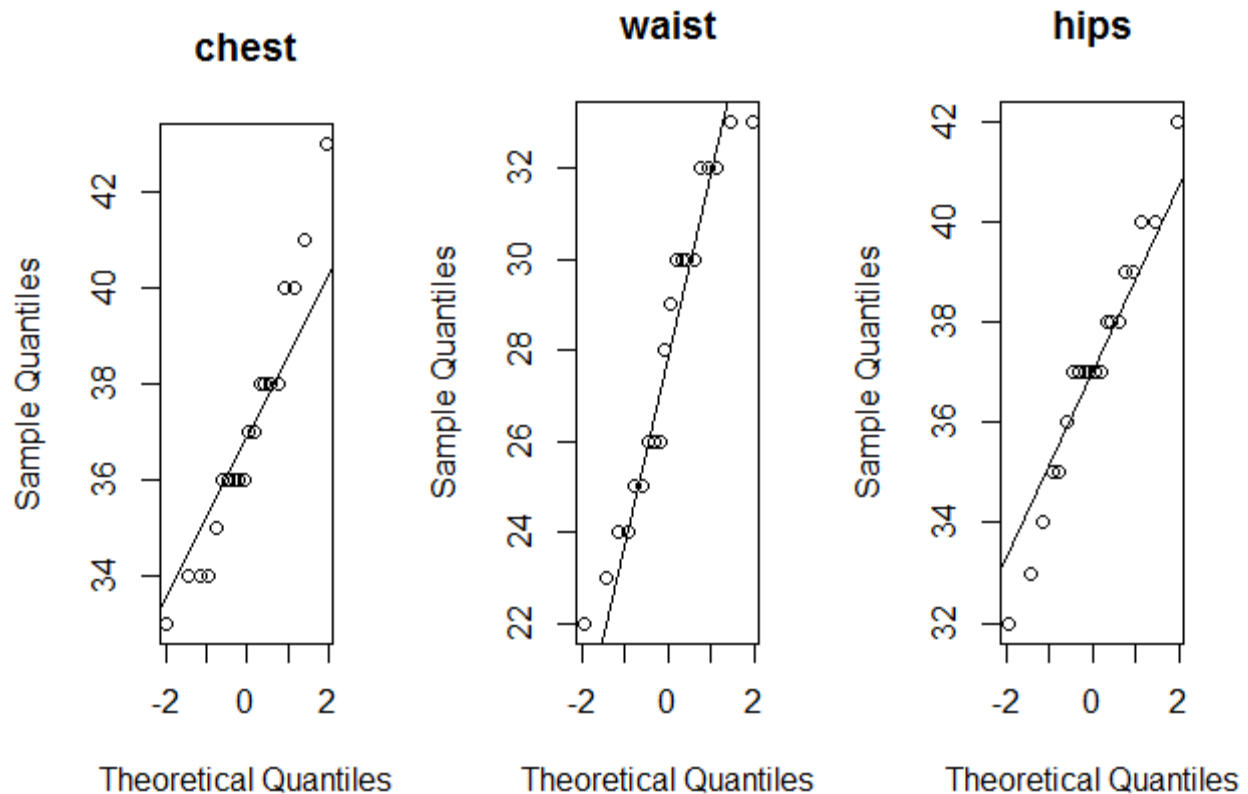 chest
Sample Quantiles
42
40
38
36
34
-2 0 2
Theoretical Quantiles
waist
Sample Quantiles
32
30
28
26
24
22
-2 0 2
Theoretical Quantiles
hips
Sample Quantiles
42
40
38
36
34
32
-2 0 2
Theoretical Quantiles